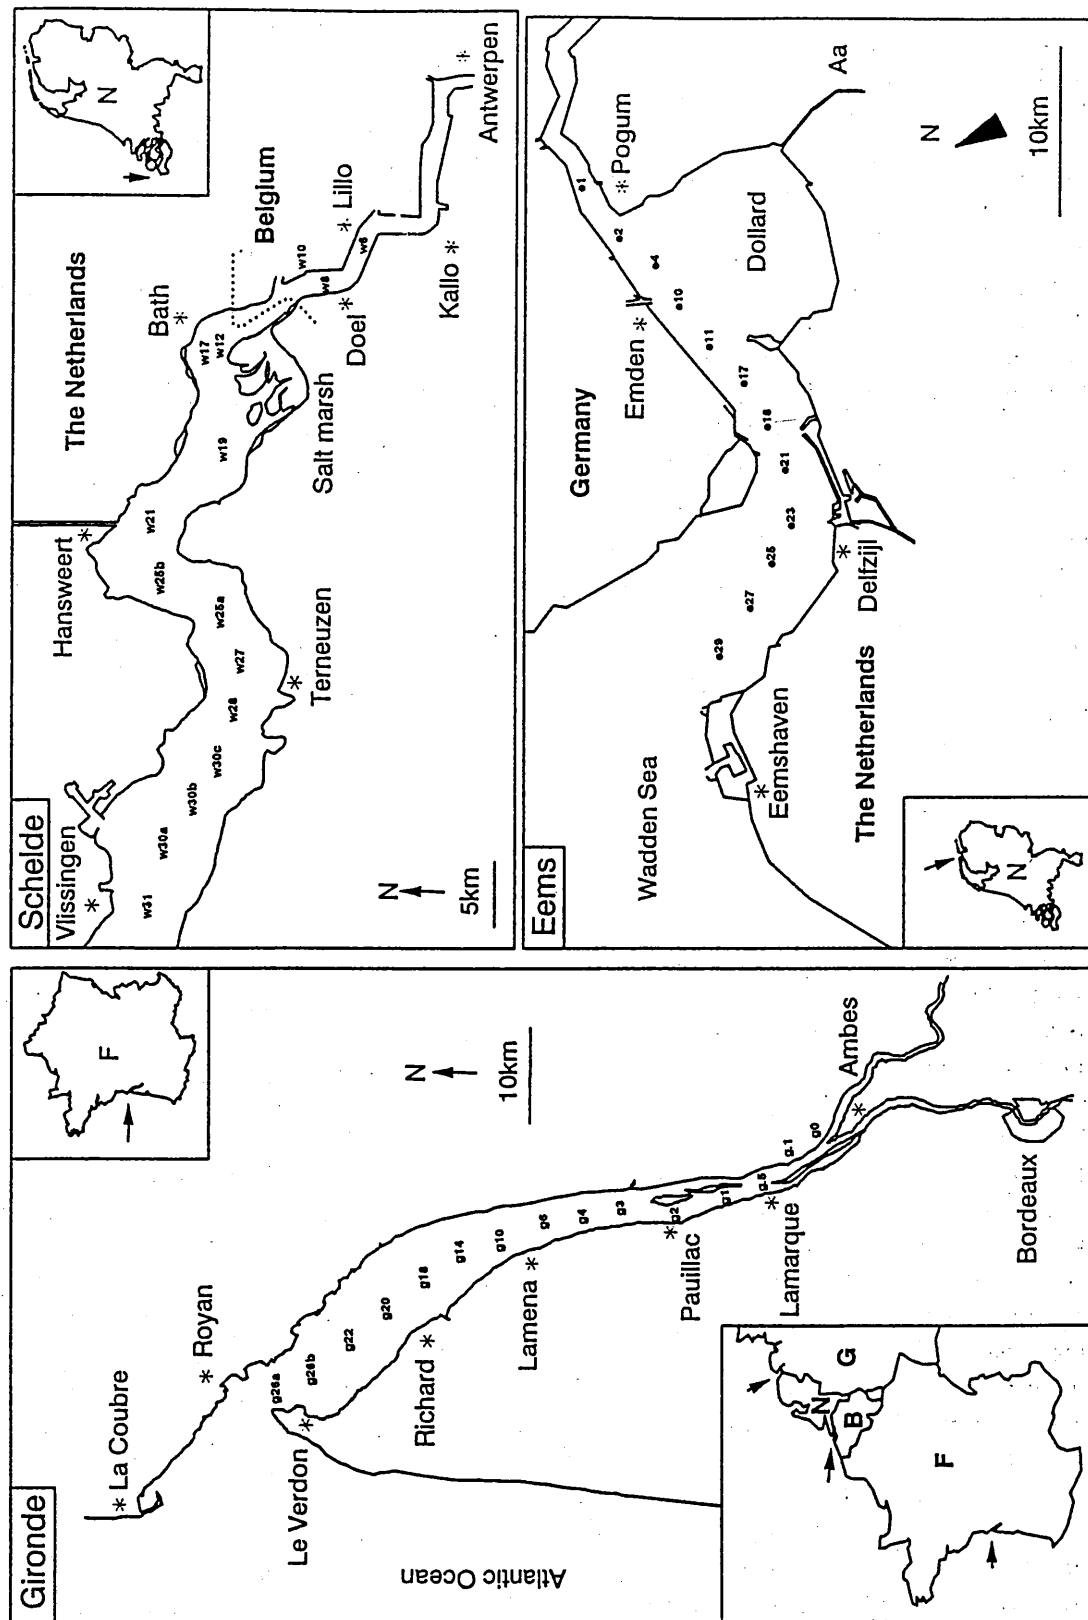 Gironde
La Coubre
Royan
g26a
g26b
Le Verdon
g22
g20
Richard
g18
g14
g10
Lamena
g6
g4
g3
g2
Pauillac
g1
g.5
Lamarque
g.1
g0
Ambes
Bordeaux
Atlantic Ocean
N
10km
F
G
N
B
F
Schelde
Vlissingen
Hansweert
The Netherlands
Bath
Belgium
Lillo
Antwerpen
Kallo
Doel
Salt marsh
Terneuzen
w31
w30a
w30b
w30c
w28
w27
w25a
w25b
w21
w19
w17
w12
w10
w8
w6
N
5km
N
Eems
Wadden Sea
Germany
Emden
Pogum
Aa
Dollard
Delfzijl
Eemshaven
The Netherlands
e29
e27
e25
e23
e21
e18
e17
e11
e10
e4
e2
e1
N
10km
N